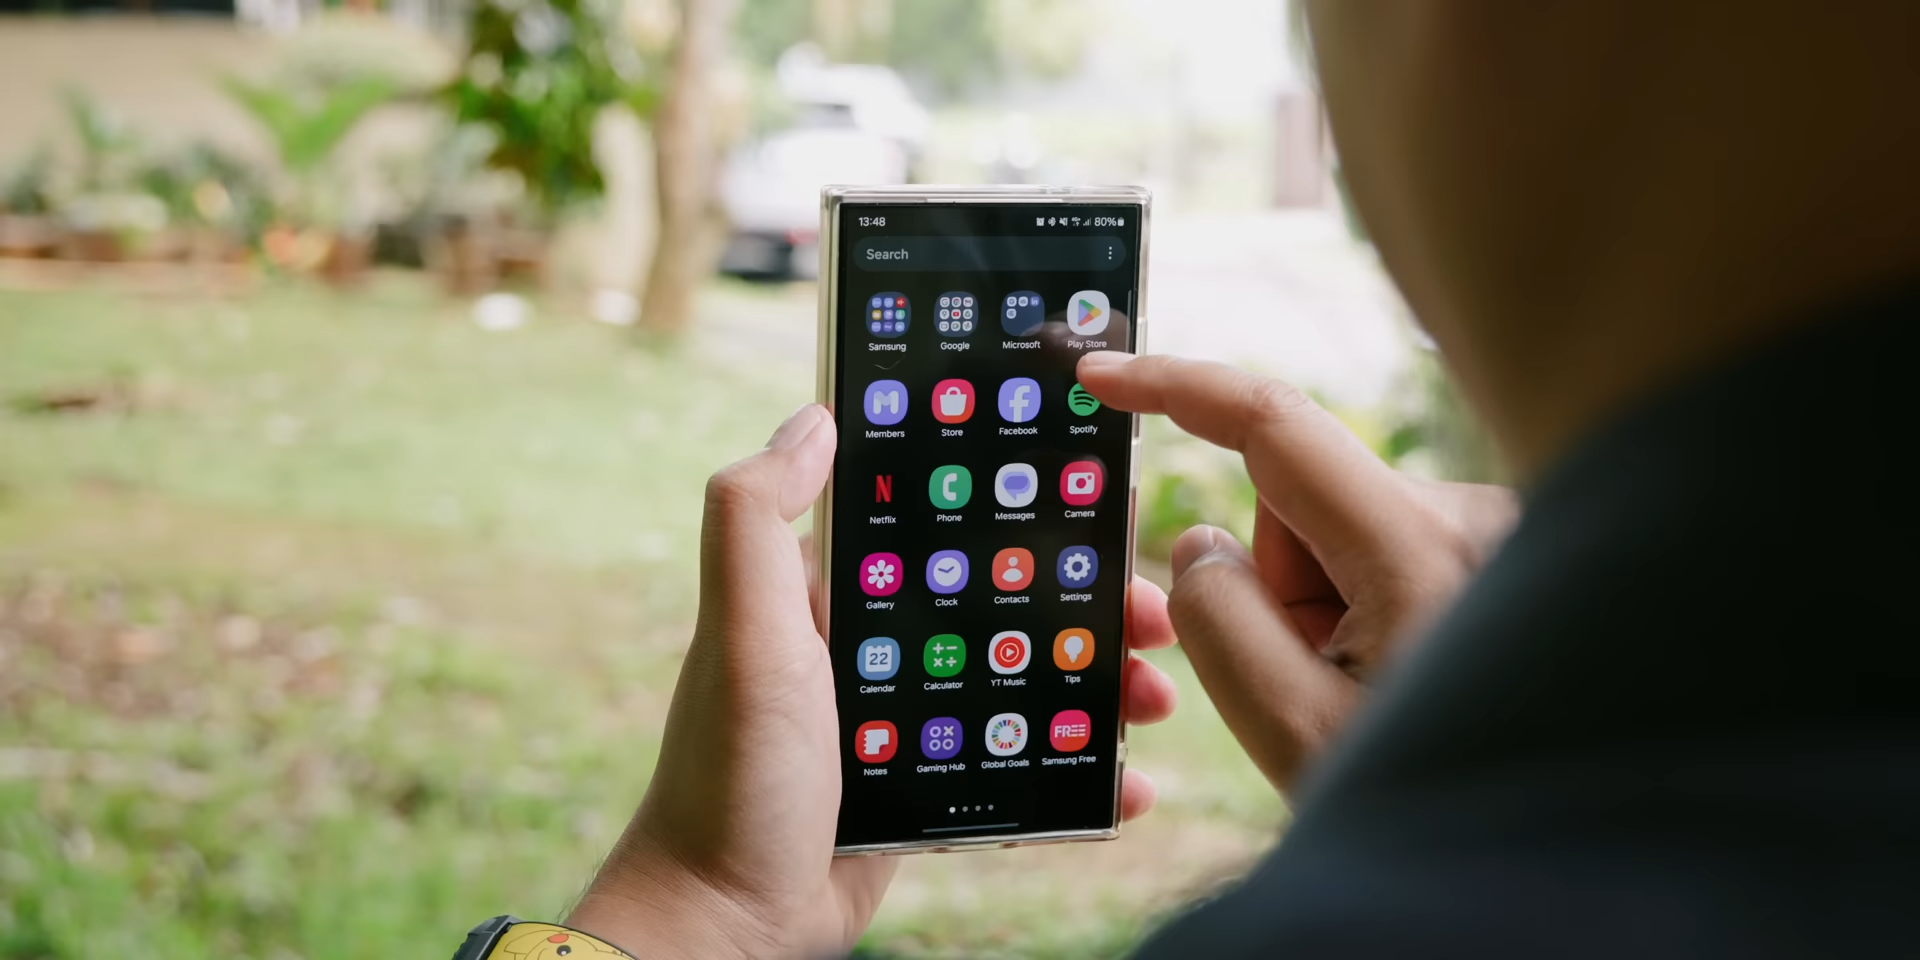 13:48 80%
Search
Samsung Google Microsoft Play Store
Members Store Facebook Spotify
N
Netflix Phone Messages Camera
Gallery Clock Contacts Settings
22
Calendar Calculator YT Music Tips
FREE
Notes Gaming Hub Global Goals Samsung Free